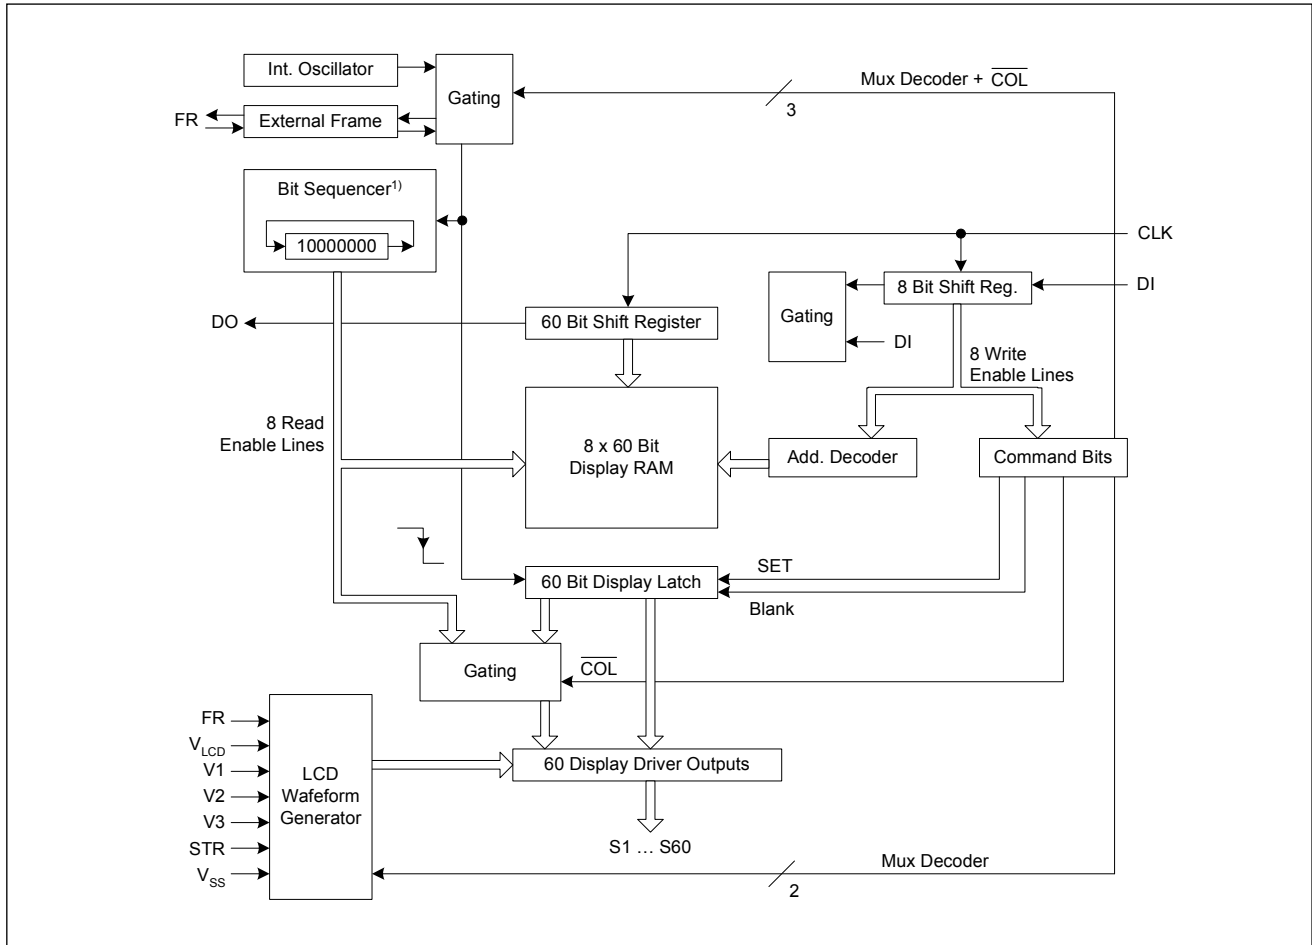 Int. Oscillator
Gating
Mux Decoder + COL
3
FR
External Frame
Bit Sequencer1)
10000000
CLK
8 Bit Shift Reg.
DI
DO
60 Bit Shift Register
Gating
DI
8 Write
Enable Lines
8 Read
Enable Lines
8 x 60 Bit
Display RAM
Add. Decoder
Command Bits
SET
60 Bit Display Latch
Blank
Gating
COL
FR
VLCD
V1
V2
V3
STR
VSS
LCD
Wafeform
Generator
60 Display Driver Outputs
S1 … S60
Mux Decoder
2